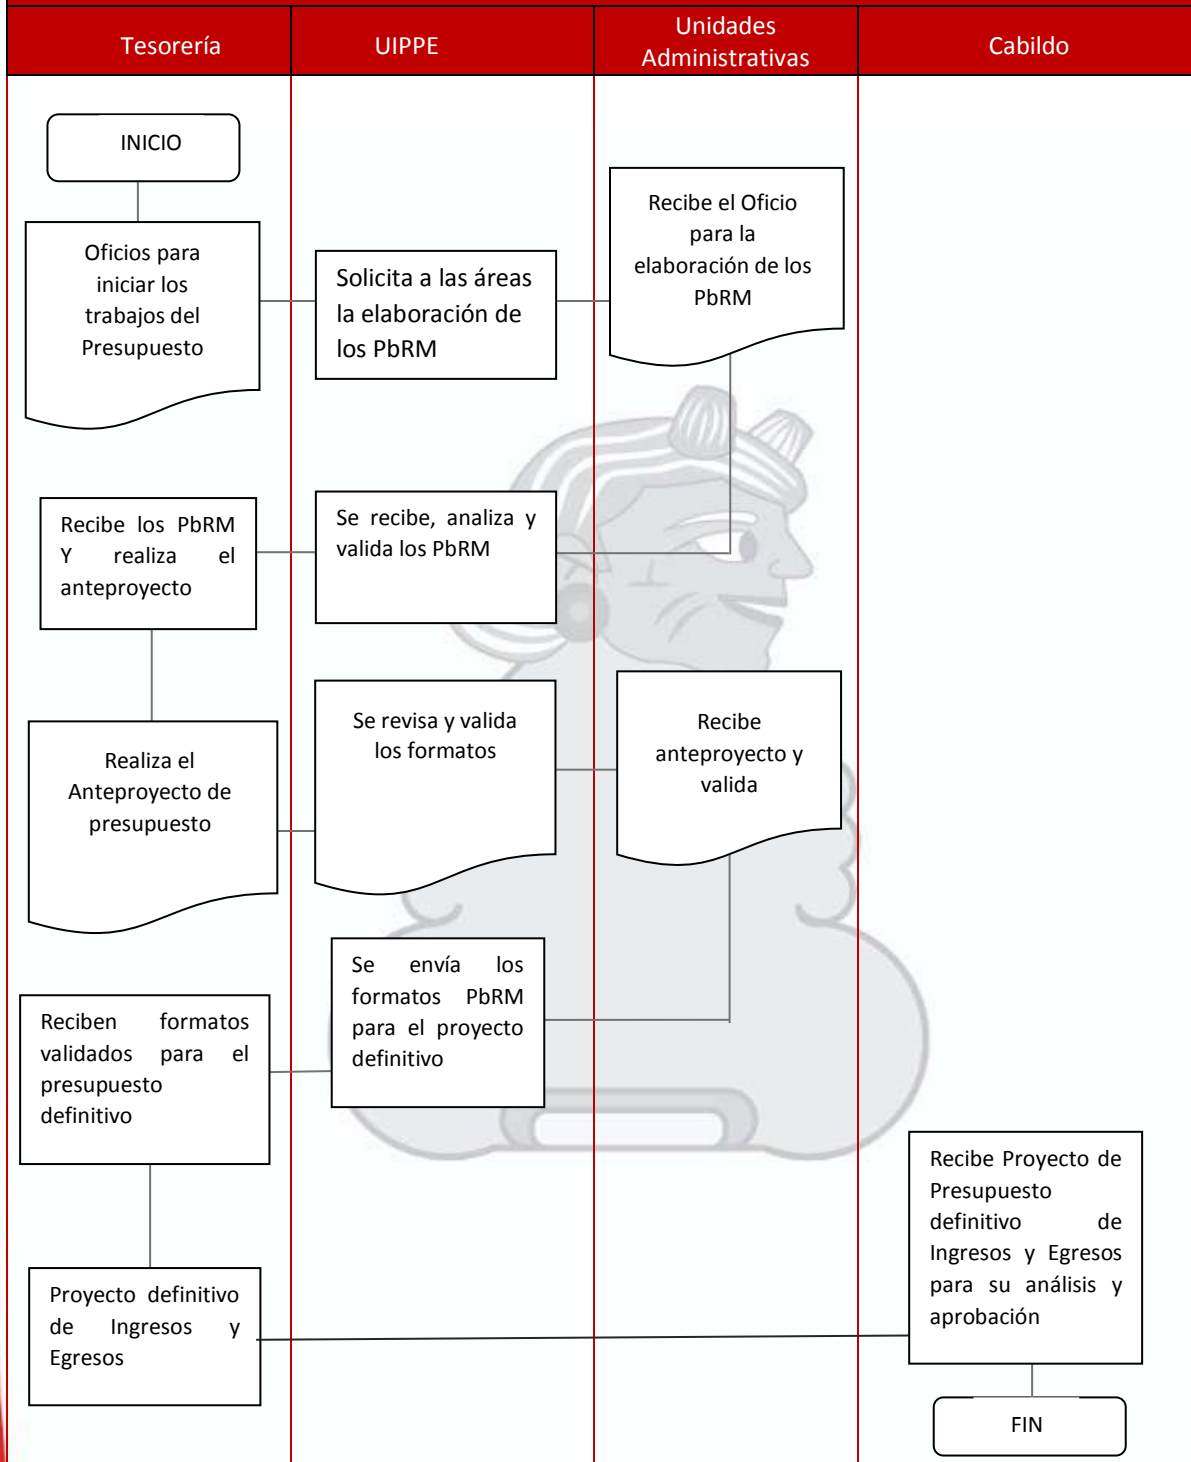 Tesorería
UIPPE
Unidades
Administrativas
Cabildo
INICIO
Oficios para
iniciar los
trabajos del
Presupuesto
Solicita a las áreas
la elaboración de
los PbRM
Recibe el Oficio
para la
elaboración de los
PbRM
Recibe los PbRM
Y realiza el
anteproyecto
Se recibe, analiza y
valida los PbRM
Realiza el
Anteproyecto de
presupuesto
Se revisa y valida
los formatos
Recibe
anteproyecto y
valida
Se envía los
formatos PbRM
para el proyecto
definitivo
Reciben formatos
validados para el
presupuesto
definitivo
Proyecto definitivo
de Ingresos y
Egresos
Recibe Proyecto de
Presupuesto
definitivo de
Ingresos y Egresos
para su análisis y
aprobación
FIN